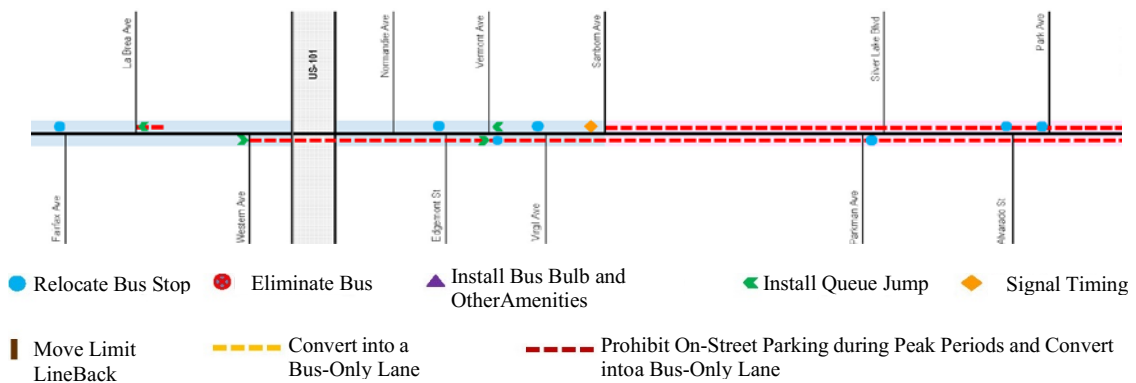 La Brea Ave
US-101
Normandie Ave
Vermont Ave
Sanborn Ave
Silver Lake Blvd
Park Ave
Fairfax Ave
Western Ave
Edgemont St
Virgil Ave
Parkman Ave
Alvarado St
Relocate Bus Stop
Eliminate Bus
Install Bus Bulb and
OtherAmenities
Install Queue Jump
Signal Timing
Move Limit
LineBack
Convert into a
Bus-Only Lane
Prohibit On-Street Parking during Peak Periods and Convert
intoa Bus-Only Lane